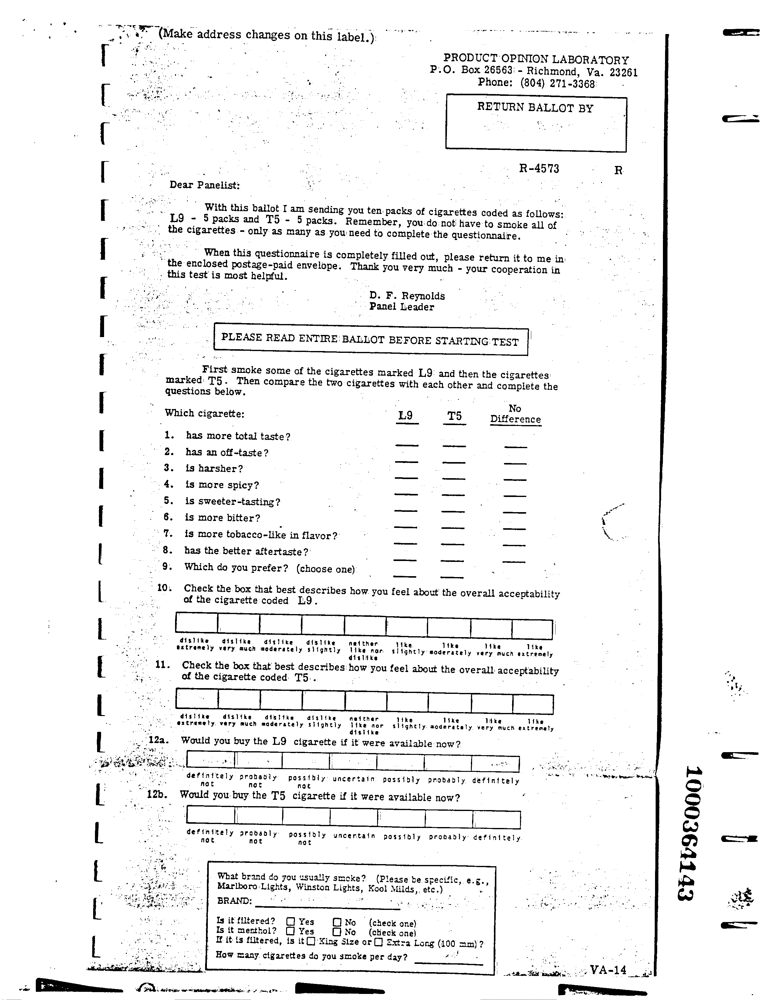 (Make address changes on this label.)
PRODUCT OPINION LABORATORY
P.O. Box 26563 - Richmond, Va. 23261
Phone: (804) 271-3368
RETURN BALLOT BY
R-4573 R
Dear Panelist:
With this ballot I am sending you ten packs of cigarettes coded as follows:
L9 - 5 packs and T5 - 5 packs. Remember, you do not have to smoke all of
the cigarettes - only as many as you need to complete the questionnaire.
When this questionnaire is completely filled out, please return it to me in
the enclosed postage-paid envelope. Thank you very much - your cooperation in
this test is most helpful.
D. F. Reynolds
Panel Leader
PLEASE READ ENTIRE BALLOT BEFORE STARTING TEST
First smoke some of the cigarettes marked L9 and then the cigarettes
marked T5. Then compare the two cigarettes with each other and complete the
questions below.
Which cigarette: L9 T5 No Difference
1. has more total taste?
2. has an off-taste?
3. is harsher?
4. is more spicy?
5. is sweeter-tasting?
6. is more bitter?
7. is more tobacco-like in flavor?
8. has the better aftertaste?
9. Which do you prefer? (choose one)
10. Check the box that best describes how you feel about the overall acceptability
of the cigarette coded L9.
dislike dislike dislike dislike neither like like like like
extremely very much moderately slightly like nor slightly moderately very much extremely
dislike
11. Check the box that best describes how you feel about the overall acceptability
of the cigarette coded T5.
dislike dislike dislike dislike neither like like like like
extremely very much moderately slightly like nor slightly moderately very much extremely
dislike
12a. Would you buy the L9 cigarette if it were available now?
definitely probably possibly uncertain possibly probably definitely
not not not
12b. Would you buy the T5 cigarette if it were available now?
definitely probably possibly uncertain possibly probably definitely
not not not
What brand do you usually smoke? (Please be specific, e.g.,
Marlboro Lights, Winston Lights, Kool Milds, etc.)
BRAND:
Is it filtered? Yes No (check one)
Is it menthol? Yes No (check one)
If it is filtered, is it King Size or Extra Long (100 mm)?
How many cigarettes do you smoke per day?
VA-14
1000364143